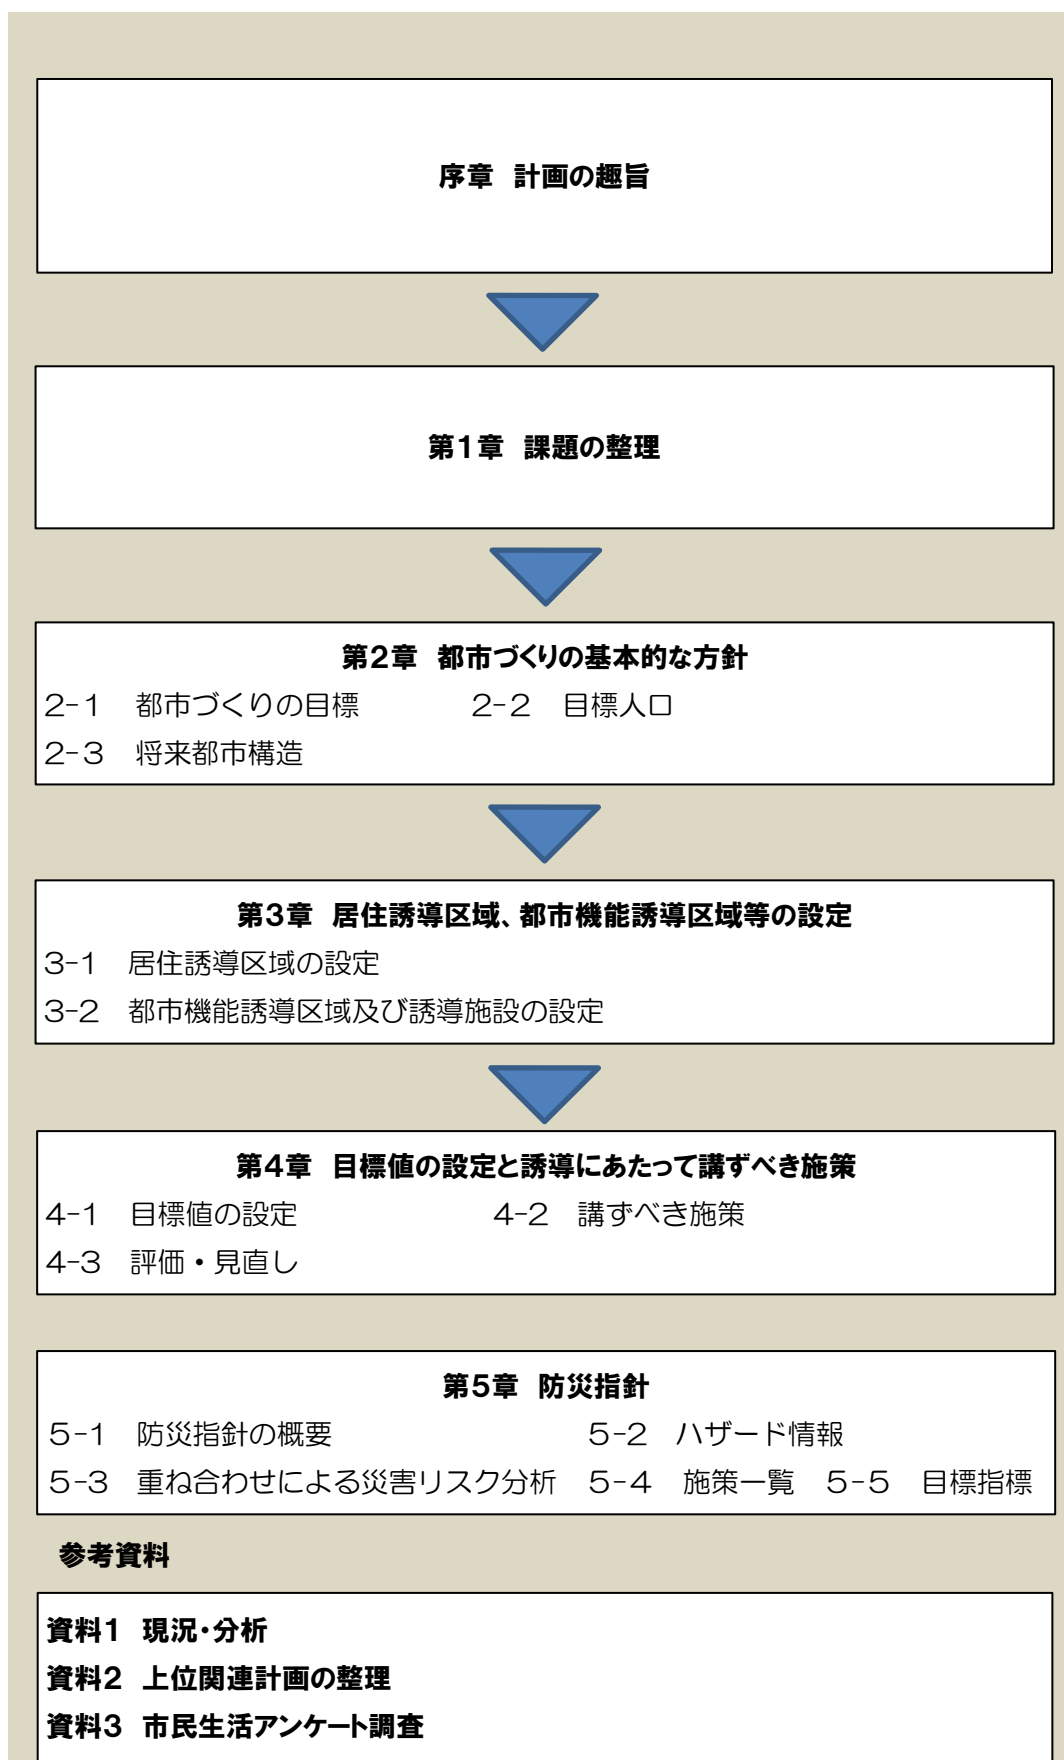 序章　計画の趣旨
第1章　課題の整理
第2章　都市づくりの基本的な方針
2-1　都市づくりの目標　2-2　目標人口
2-3　将来都市構造
第3章　居住誘導区域、都市機能誘導区域等の設定
3-1　居住誘導区域の設定
3-2　都市機能誘導区域及び誘導施設の設定
第4章　目標値の設定と誘導にあたって講ずべき施策
4-1　目標値の設定　4-2　講ずべき施策
4-3　評価・見直し
第5章　防災指針
5-1　防災指針の概要　5-2　ハザード情報
5-3　重ね合わせによる災害リスク分析　5-4　施策一覧　5-5　目標指標
参考資料
資料1　現況・分析
資料2　上位関連計画の整理
資料3　市民生活アンケート調査